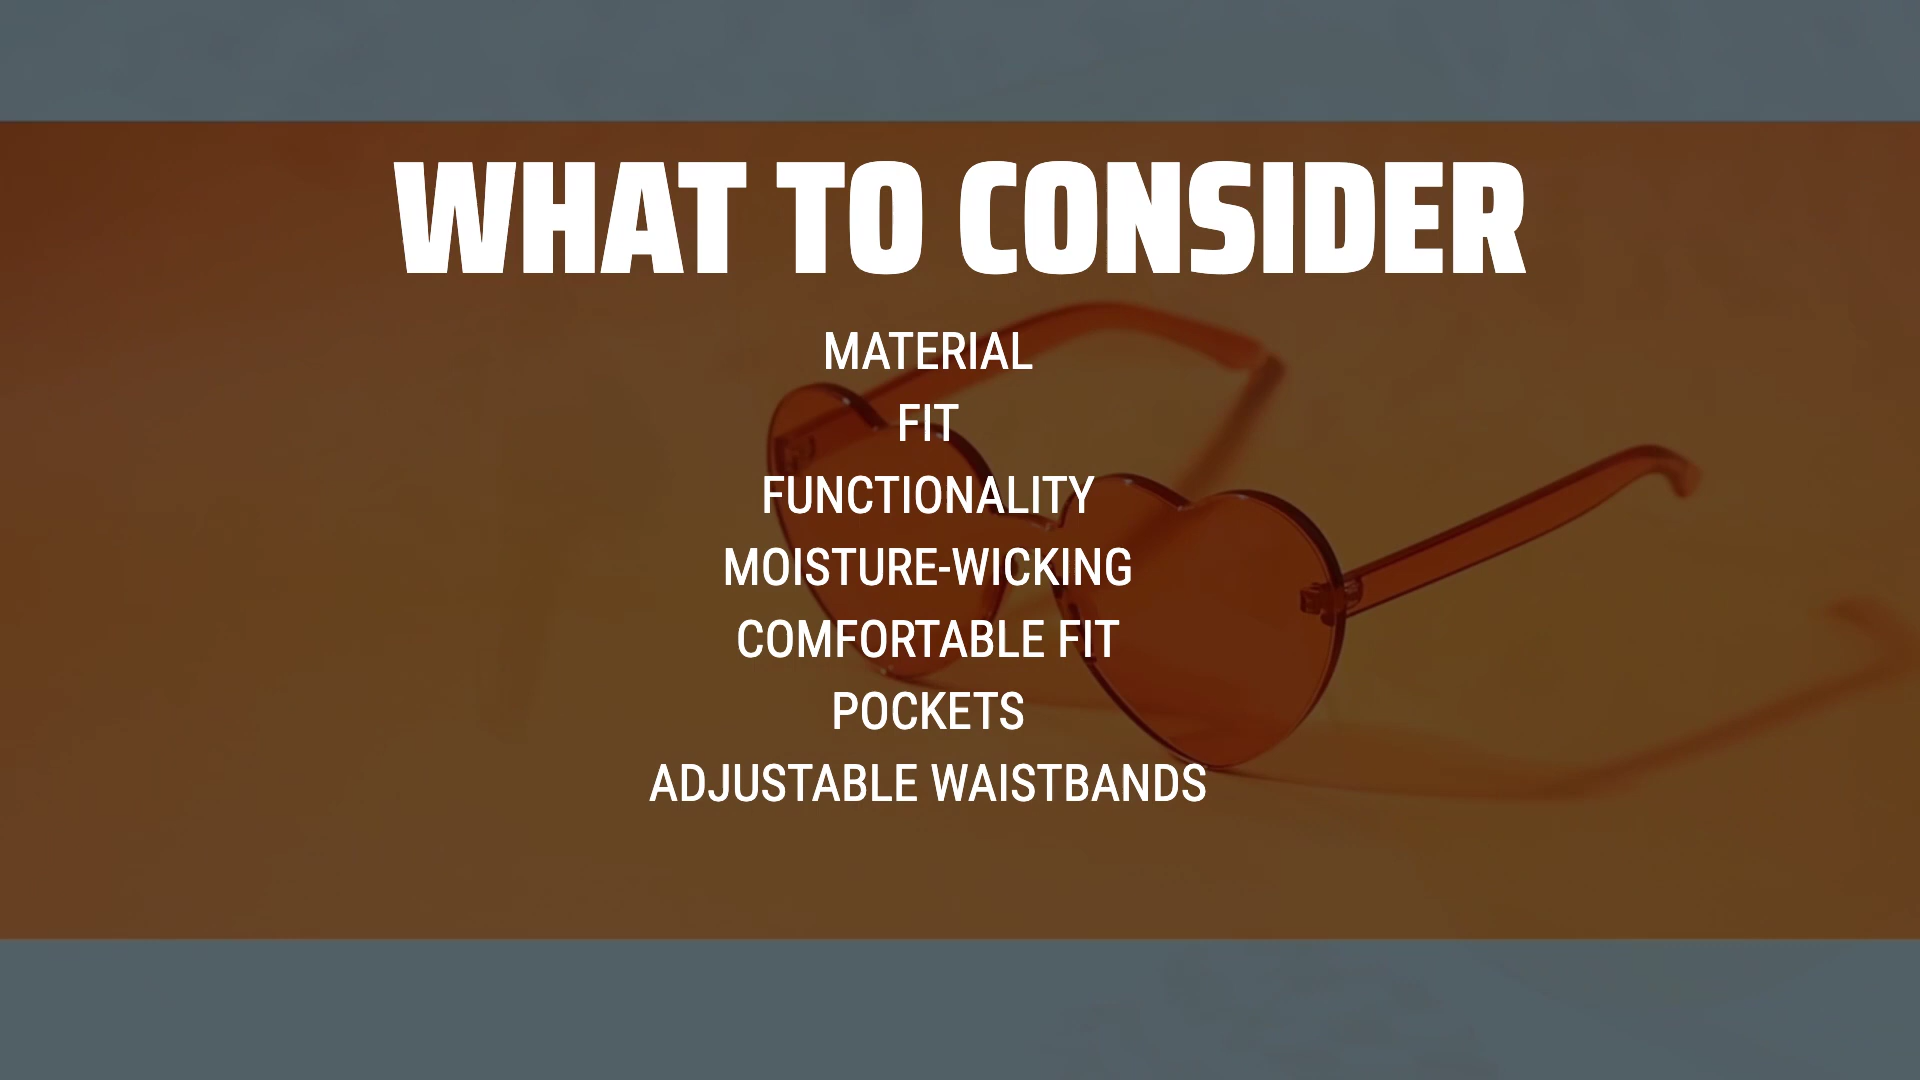 WHAT TO CONSIDER
MATERIAL
FIT
FUNCTIONALITY
MOISTURE-WICKING
COMFORTABLE FIT
POCKETS
ADJUSTABLE WAISTBANDS